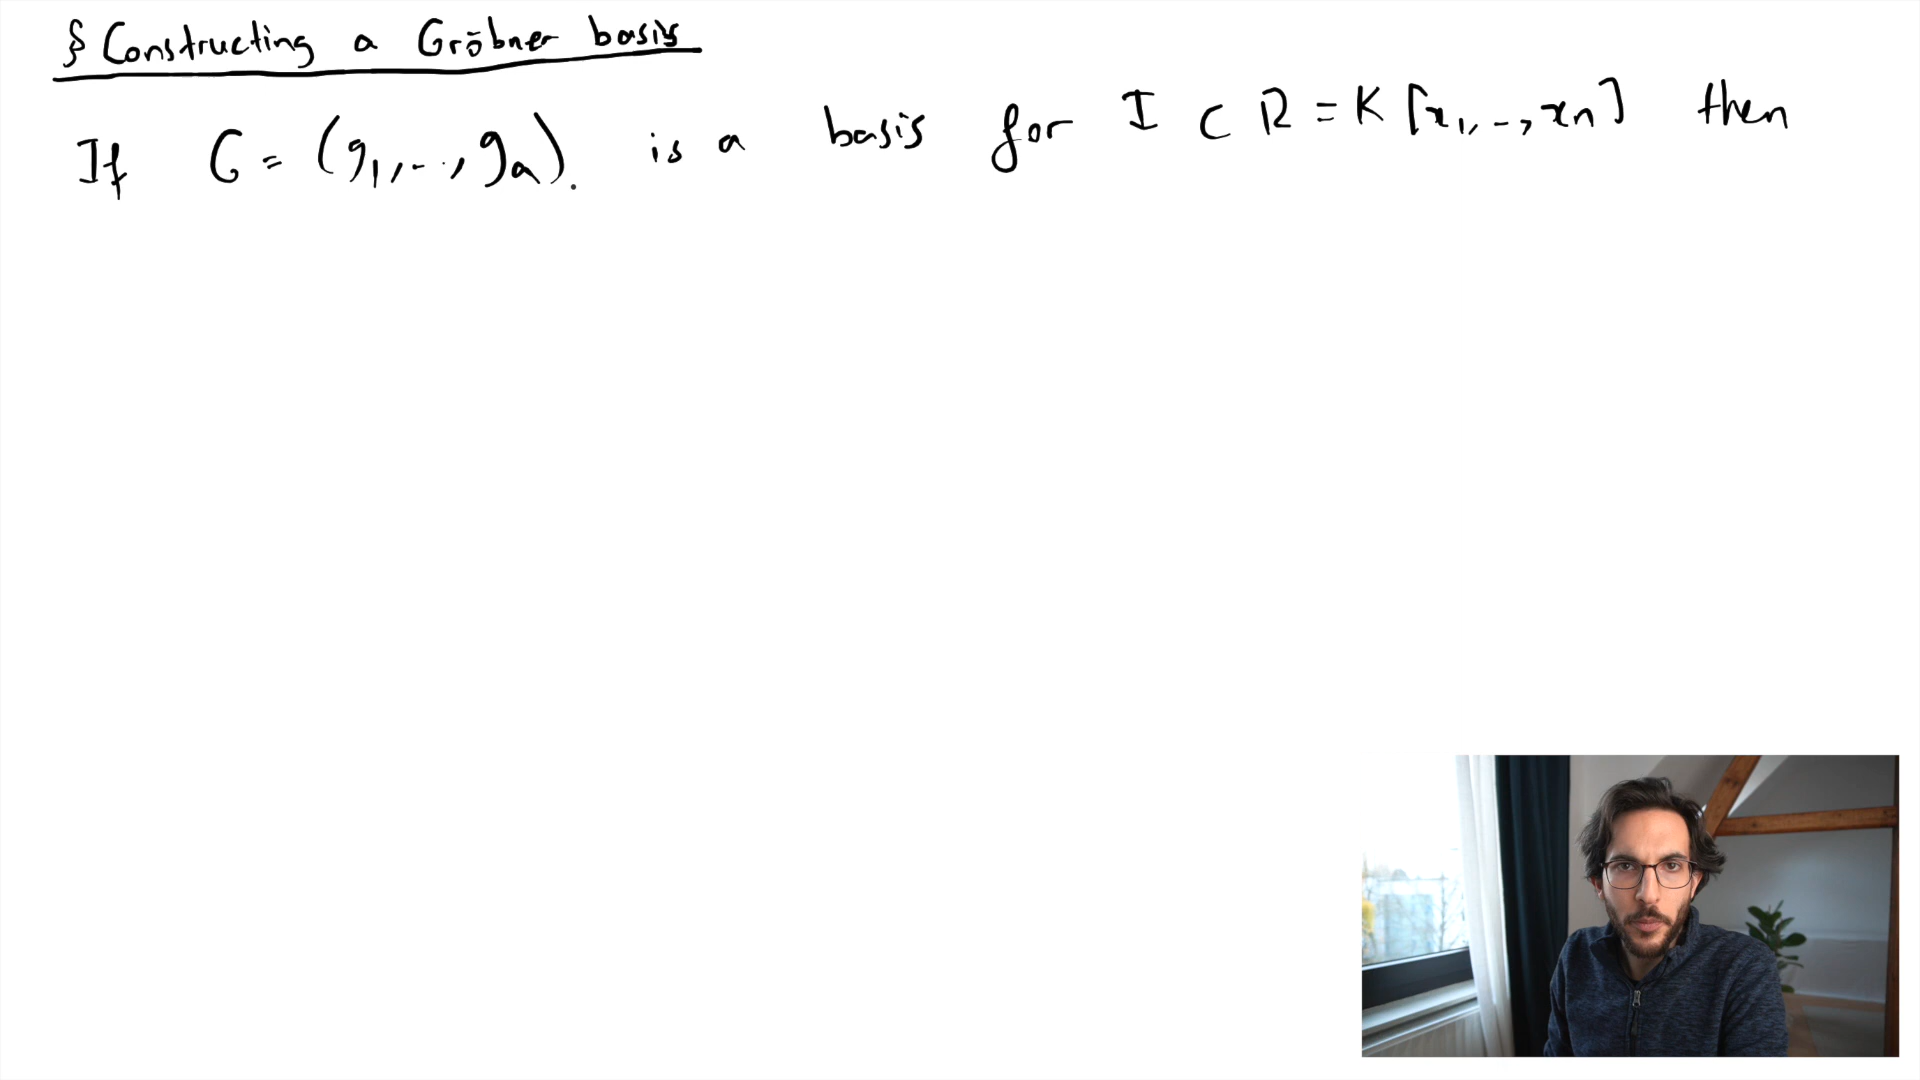 § Constructing a Gröbner basis
If G = (g₁,..., gₐ) is a basis for I ⊂ R = K[x₁,..,xₙ] then